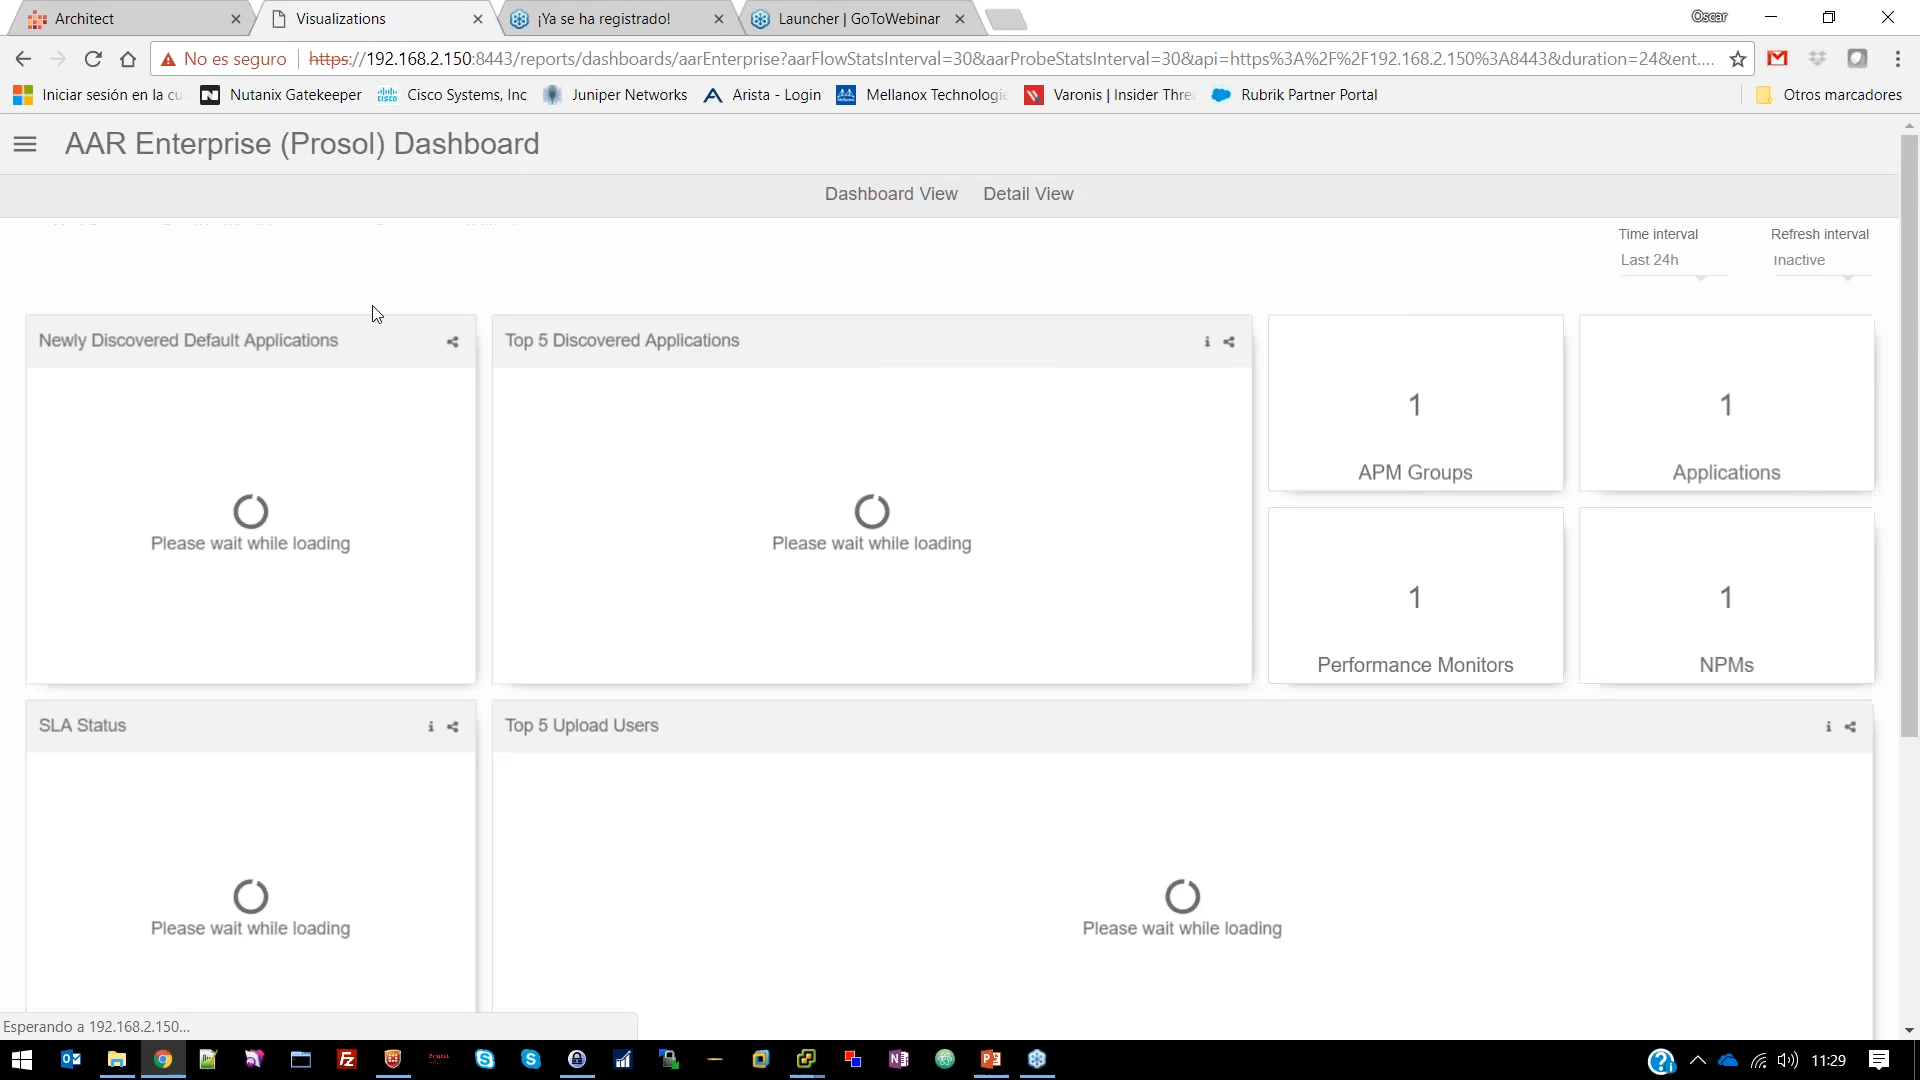 Architect
Visualizations
¡Ya se ha registrado!
Launcher | GoToWebinar
Oscar
No es seguro
https://192.168.2.150:8443/reports/dashboards/aarEnterprise?aarFlowStatsInterval=30&aarProbeStatsInterval=30&api=https%3A%2F%2F192.168.2.150%3A8443&duration=24&ent....
Iniciar sesión en la cu
Nutanix Gatekeeper
Cisco Systems, Inc
Juniper Networks
Arista - Login
Mellanox Technologie
Varonis | Insider Thre
Rubrik Partner Portal
Otros marcadores
AAR Enterprise (Prosol) Dashboard
Dashboard View
Detail View
Time interval
Refresh interval
Last 24h
Inactive
Newly Discovered Default Applications
Top 5 Discovered Applications
Please wait while loading
Please wait while loading
1
APM Groups
1
Applications
1
Performance Monitors
1
NPMs
SLA Status
Top 5 Upload Users
Please wait while loading
Please wait while loading
Esperando a 192.168.2.150...
11:29